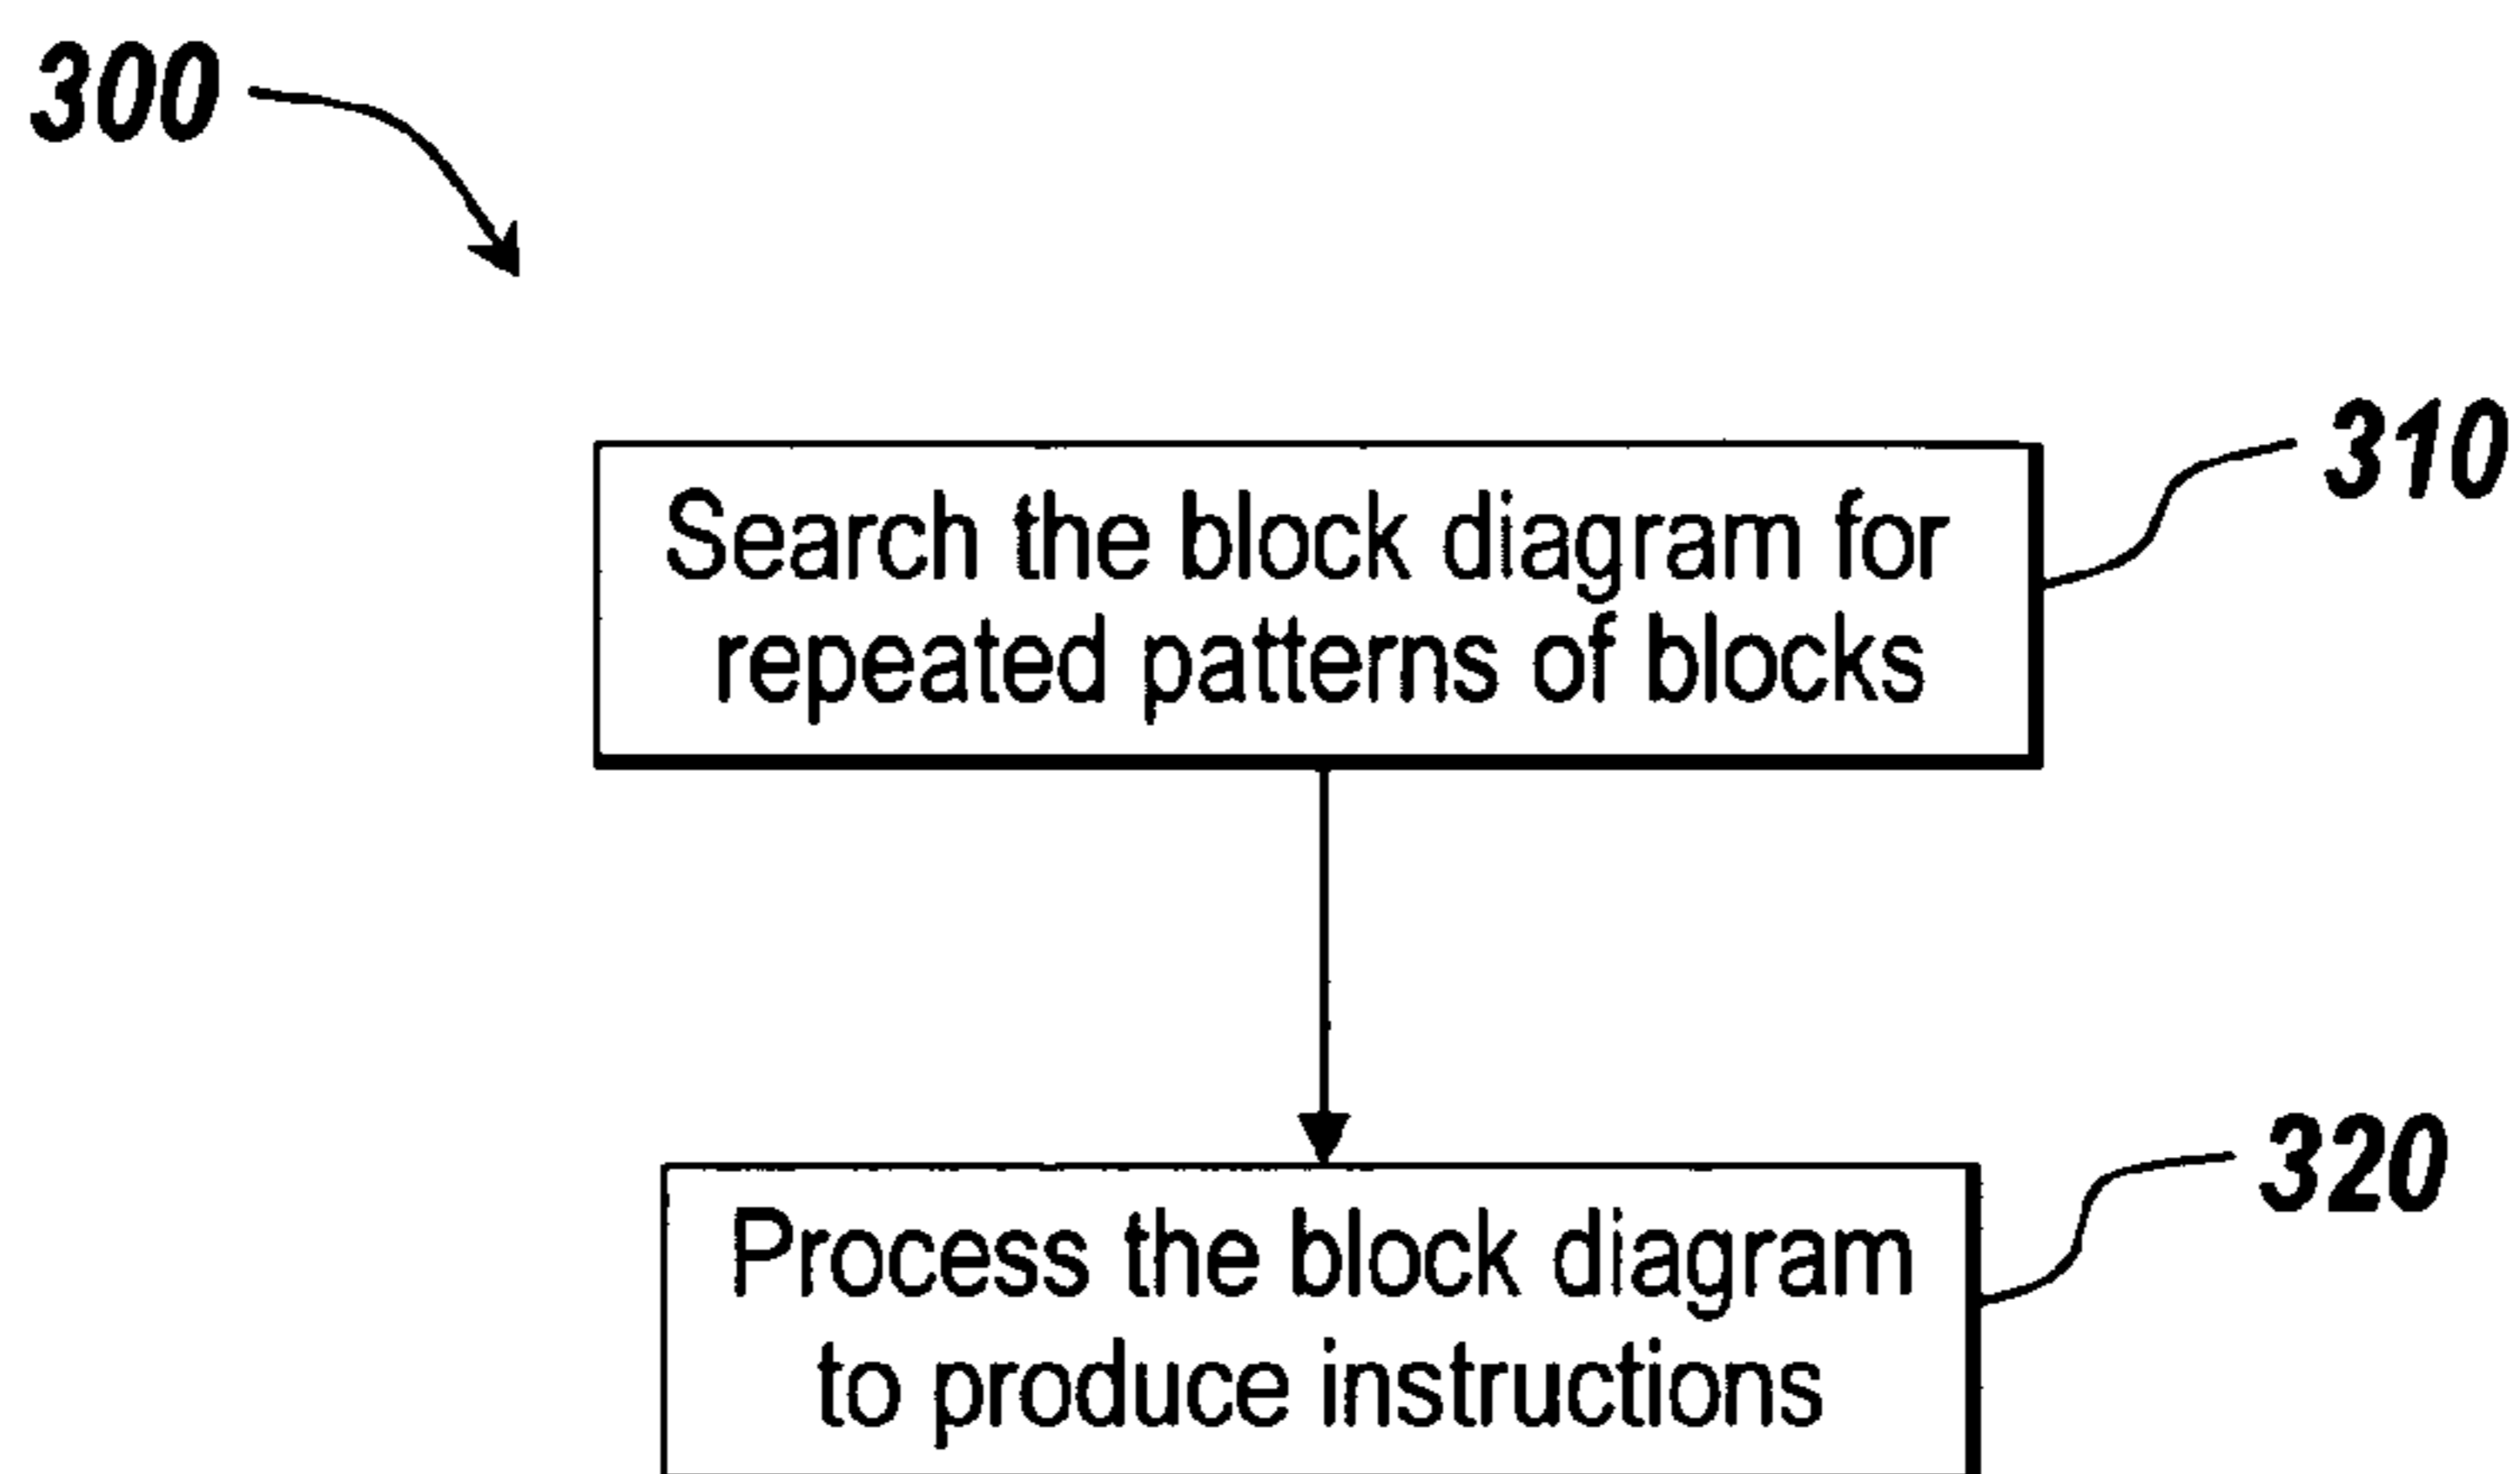 300
310
Search the block diagram for
repeated patterns of blocks
320
Process the block diagram
to produce instructions